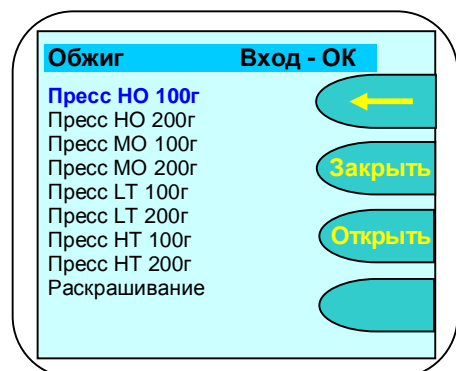 Обжиг Вход - ОК
Пресс НО 100г
Пресс НО 200г
Пресс МО 100г
Пресс МО 200г
Пресс LT 100г
Пресс LT 200г
Пресс НТ 100г
Пресс НТ 200г
Раскрашивание
Закрыть
Открыть